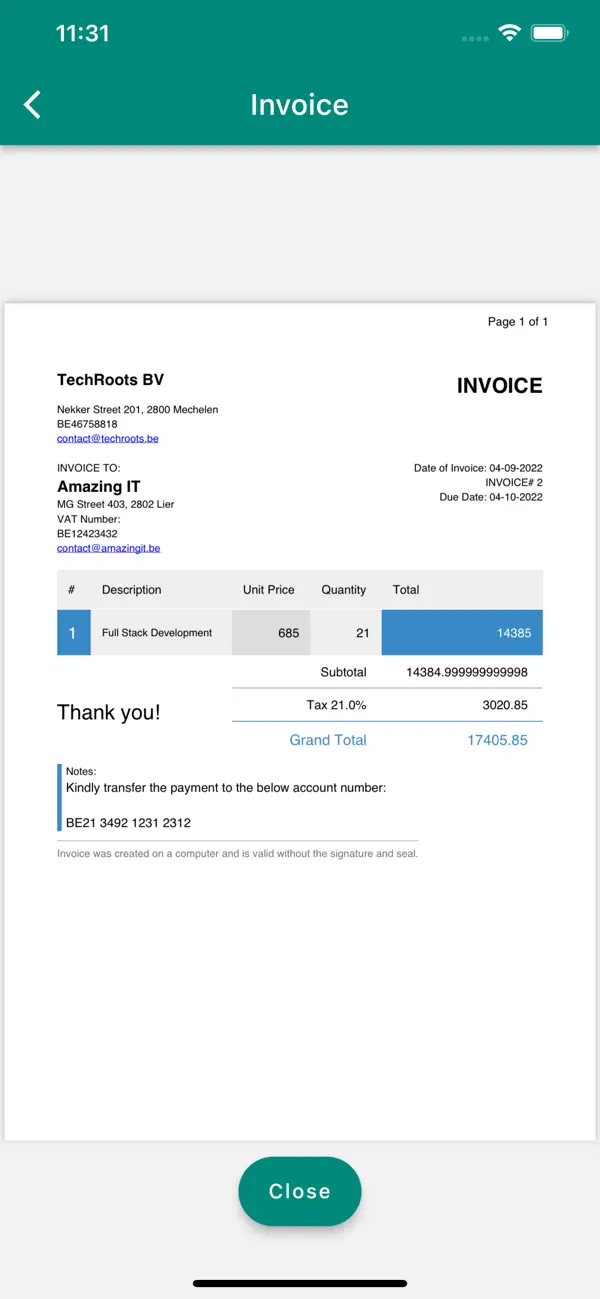 11:31
Invoice
Page 1 of 1
TechRoots BV
INVOICE
Nekker Street 201, 2800 Mechelen
BE46758818
contact@techroots.be
INVOICE TO:
Date of Invoice: 04-09-2022
Amazing IT
INVOICE# 2
MG Street 403, 2802 Lier
Due Date: 04-10-2022
VAT Number:
BE12423432
contact@amazingit.be
# Description Unit Price Quantity Total
1 Full Stack Development 685 21 14385
Subtotal 14384.999999999998
Thank you!
Tax 21.0% 3020.85
Grand Total 17405.85
Notes:
Kindly transfer the payment to the below account number:
BE21 3492 1231 2312
Invoice was created on a computer and is valid without the signature and seal.
Close